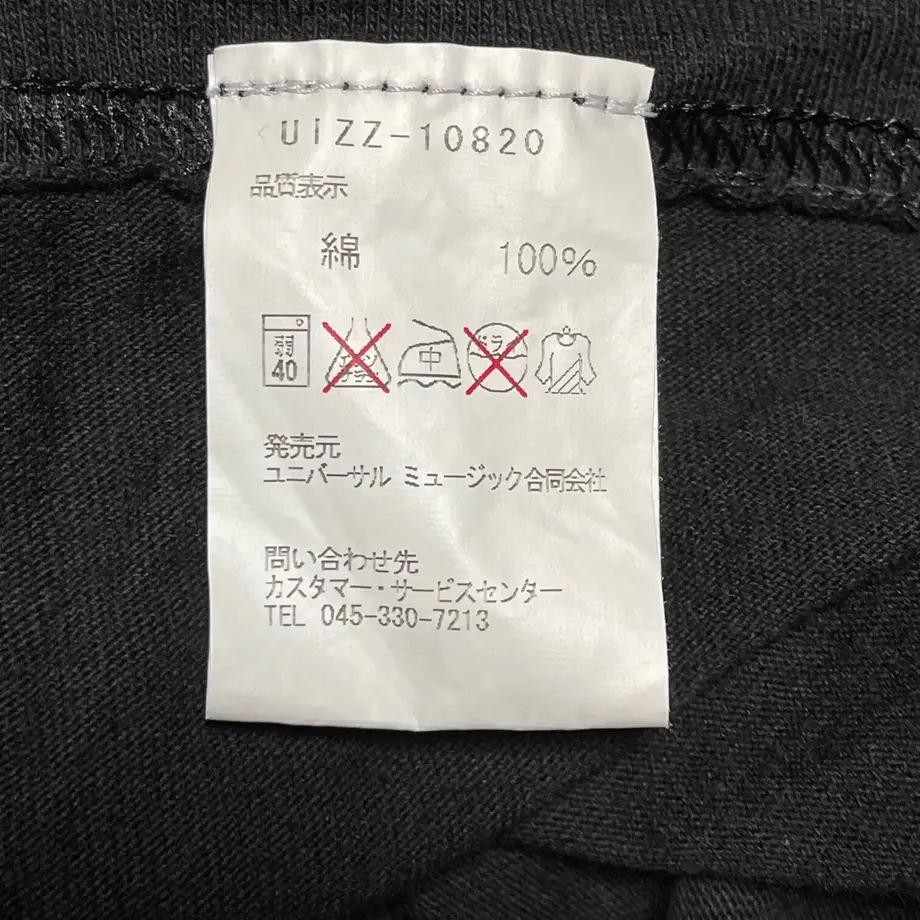 UIZZ-10820
品質表示
綿 100%
弱 40 エンソ サラシ 中 ドライ
発売元
ユニバーサル ミュージック合同会社
問い合わせ先
カスタマー・サービスセンター
TEL 045-330-7213